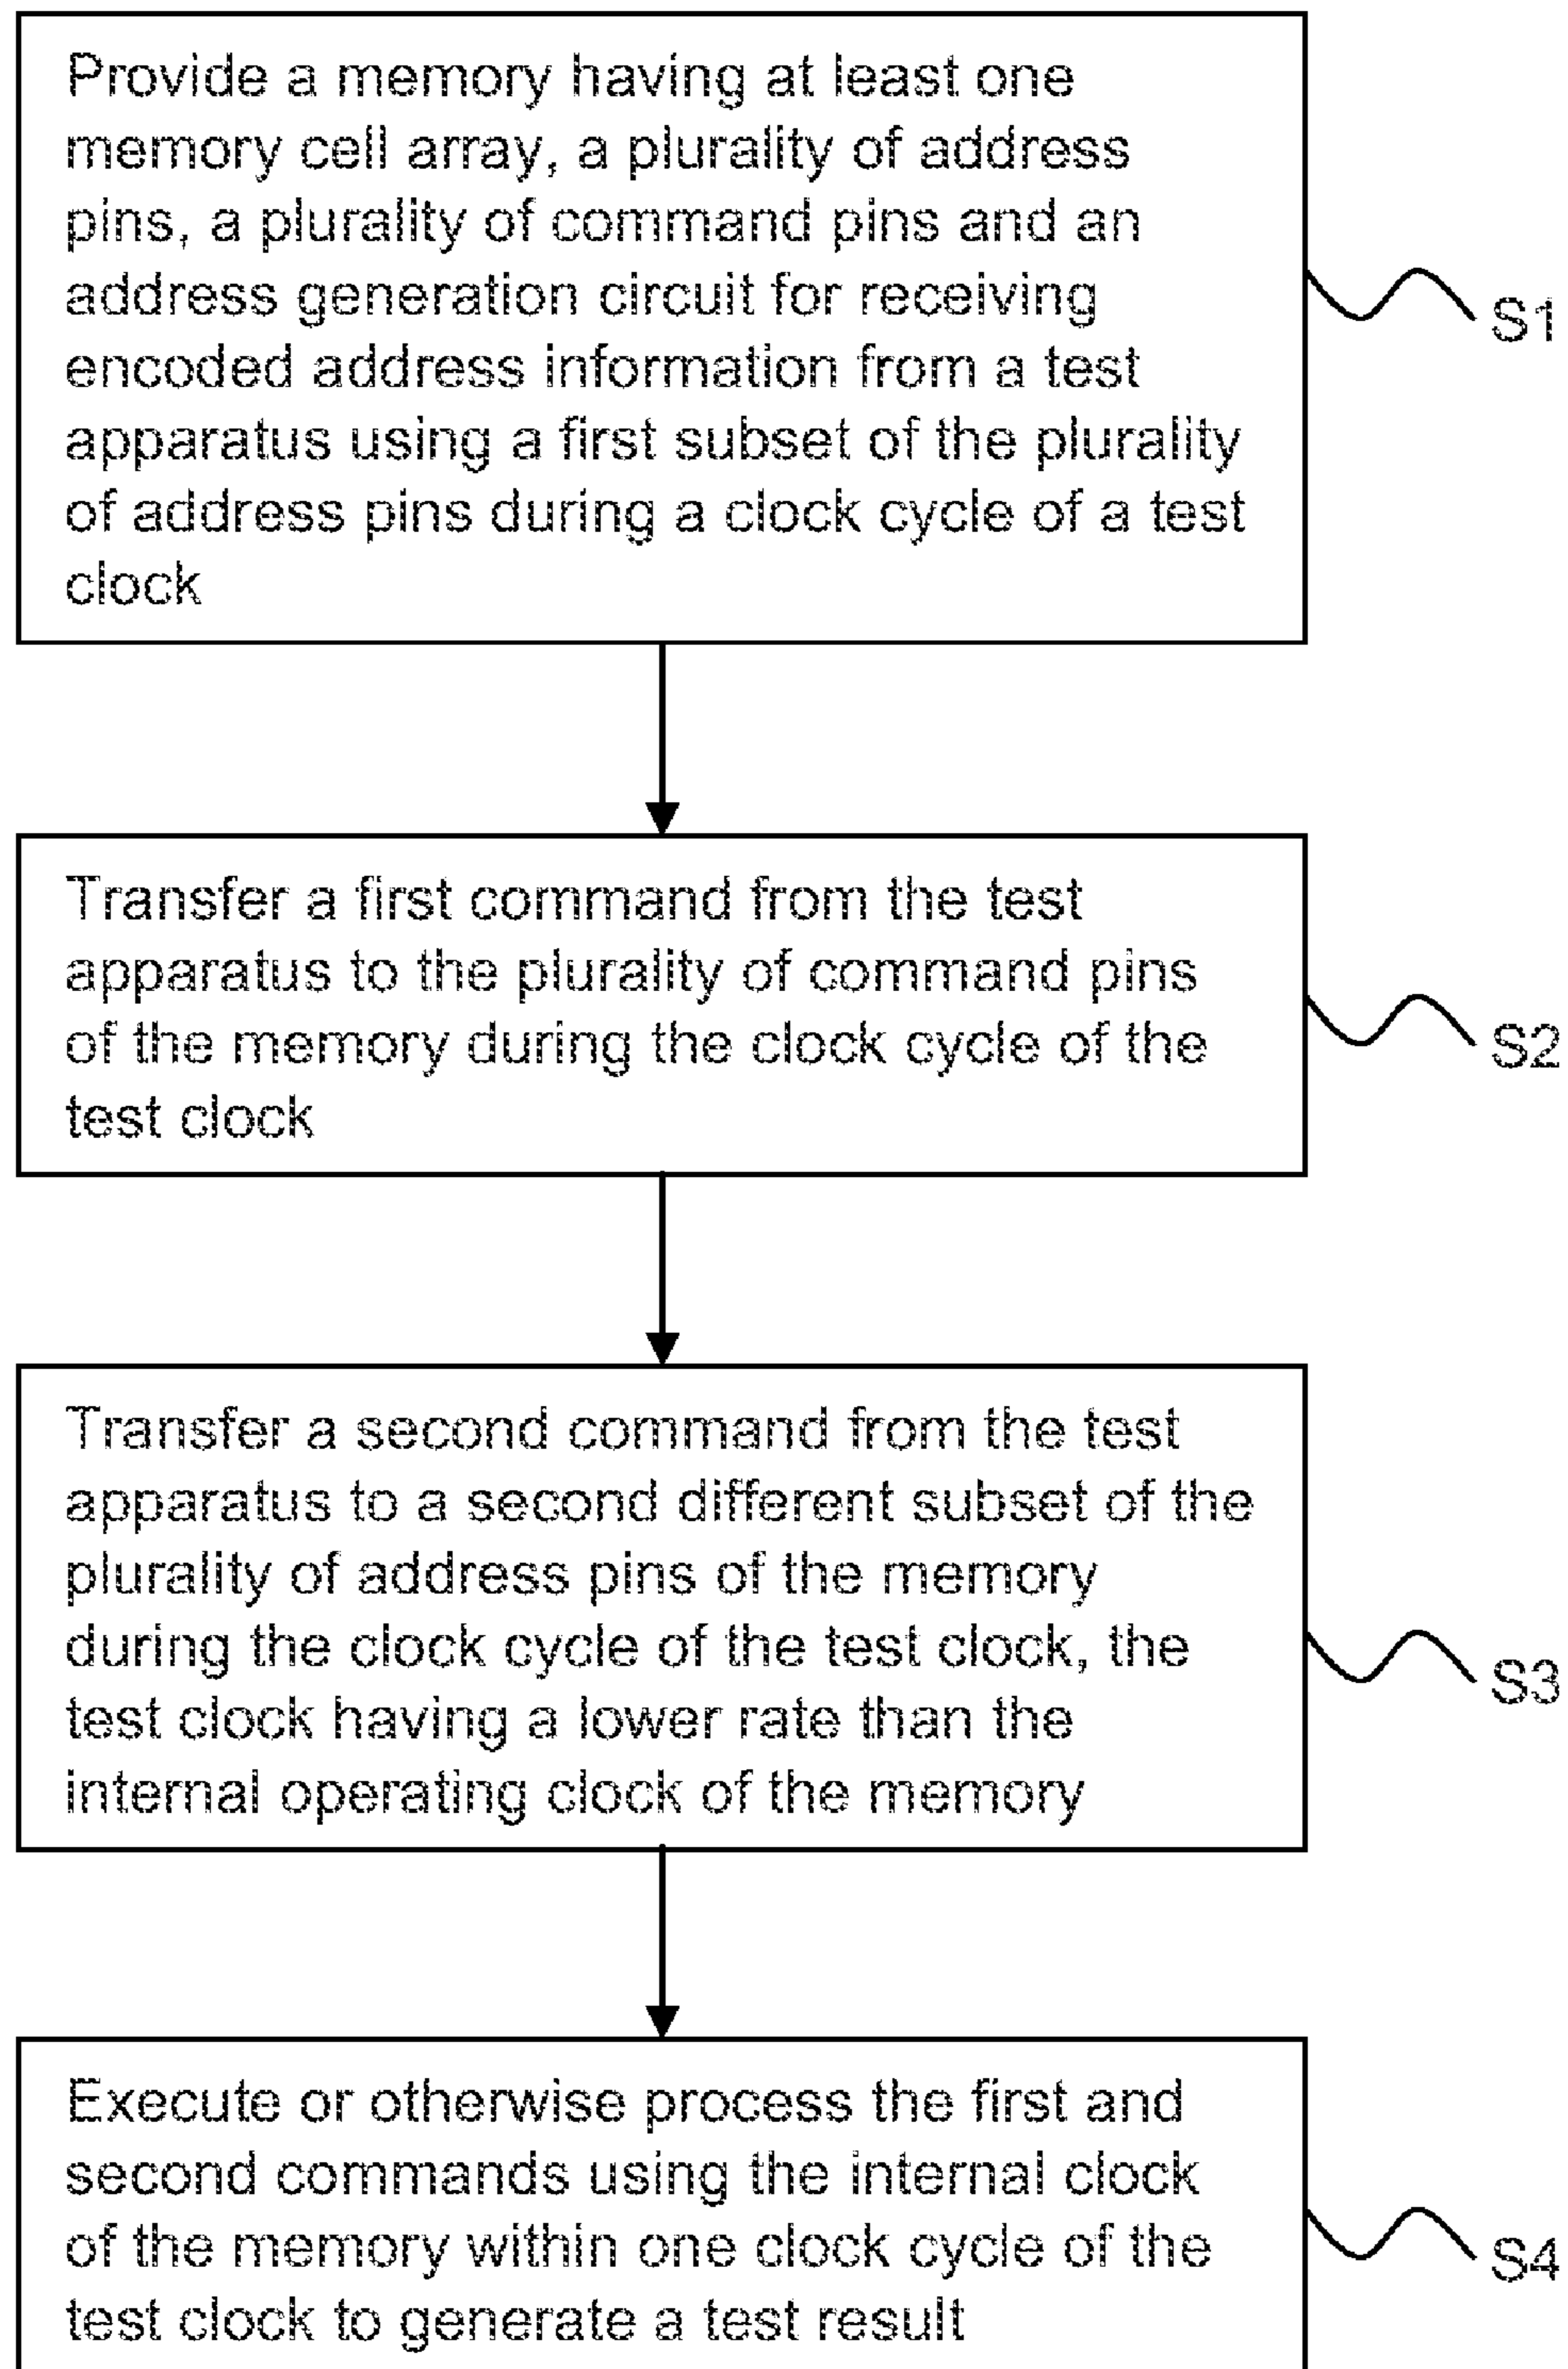 Provide a memory having at least one
memory cell array, a plurality of address
pins, a plurality of command pins and an
address generation circuit for receiving
encoded address information from a test
apparatus using a first subset of the plurality
of address pins during a clock cycle of a test
clock
S1
Transfer a first command from the test
apparatus to the plurality of command pins
of the memory during the clock cycle of the
test clock
S2
Transfer a second command from the test
apparatus to a second different subset of the
plurality of address pins of the memory
during the clock cycle of the test clock, the
test clock having a lower rate than the
internal operating clock of the memory
S3
Execute or otherwise process the first and
second commands using the internal clock
of the memory within one clock cycle of the
test clock to generate a test result
S4